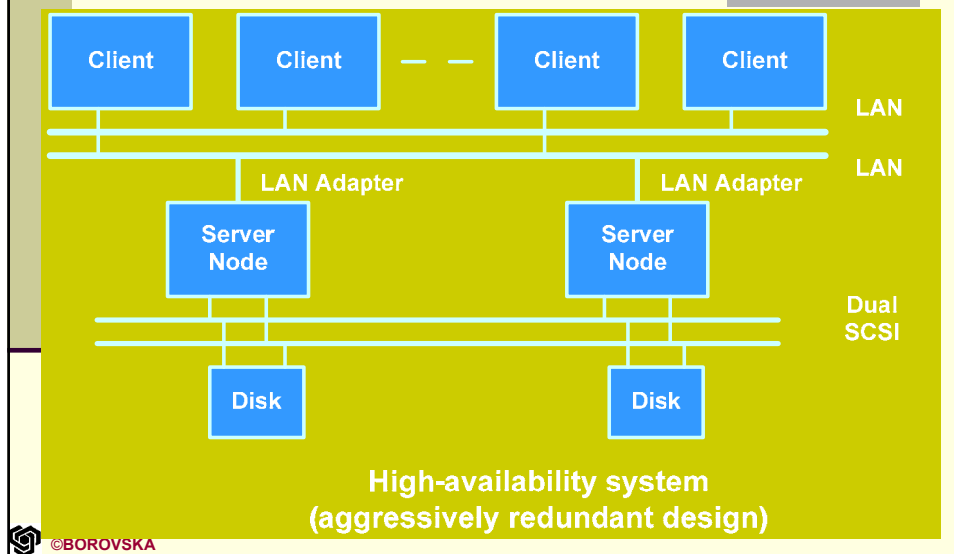 Client Client Client Client
LAN
LAN
LAN Adapter LAN Adapter
Server Server
Node Node
Dual
SCSI
Disk Disk
High-availability system
(aggressively redundant design)
©BOROVSKA